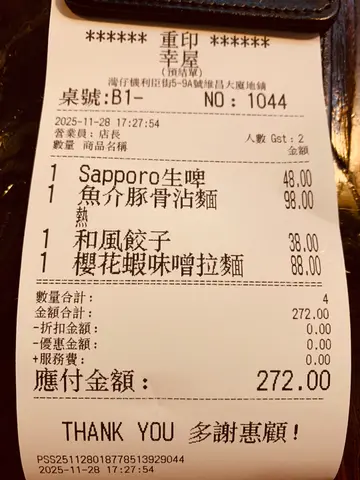 ****** 重印 ******
幸屋
(預結單)
灣仔機利臣街5-9A號維昌大廈地鋪
桌號:B1- NO: 1044
2025-11-28 17:27:54
營業員: 店長 人數 Gst: 2
數量 商品名稱 金額
1 Sapporo生啤 48.00
1 魚介豚骨沾麵 98.00
熱
1 和風餃子 38.00
1 櫻花蝦味噌拉麵 88.00
數量合計: 4
金額合計: 272.00
-折扣金額: 0.00
-優惠金額: 0.00
+服務費: 0.00
應付金額: 272.00
THANK YOU 多謝惠顧!
PSS251128018778513929044
2025-11-28 17:27:54